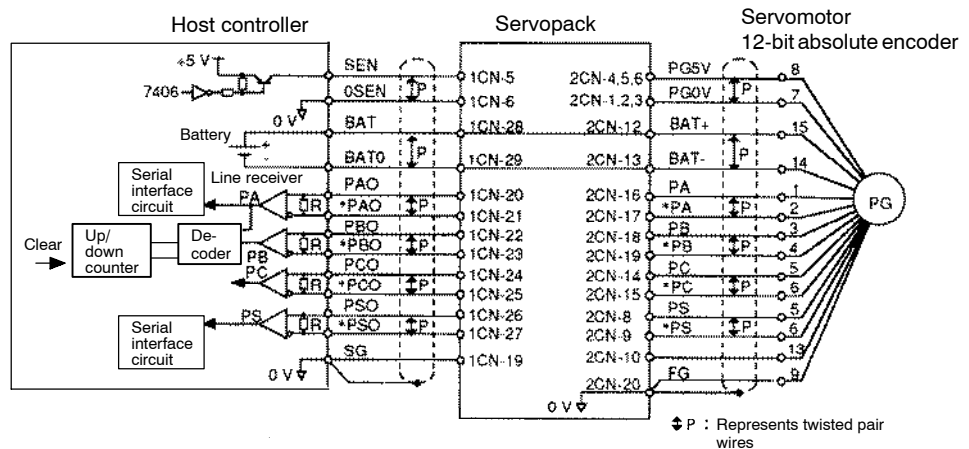 Host controller
Servopack
Servomotor
12-bit absolute encoder
+5 V
7406
0 V
SEN
0SEN
P
1CN-5
1CN-6
2CN-4,5,6
2CN-1,2,3
PG5V
PG0V
P
8
7
Battery
+
-
BAT
BAT0
P
1CN-28
1CN-29
2CN-12
2CN-13
BAT+
BAT-
P
15
14
Serial
interface
circuit
Line receiver
PA
R
PAO
*PAO
P
1CN-20
1CN-21
2CN-16
2CN-17
PA
*PA
P
1
2
PG
Clear
Up/
down
counter
De-
coder
PB
R
PBO
*PBO
P
1CN-22
1CN-23
2CN-18
2CN-19
PB
*PB
P
3
4
PC
R
PCO
*PCO
P
1CN-24
1CN-25
2CN-14
2CN-15
PC
*PC
P
5
6
Serial
interface
circuit
PS
R
PSO
*PSO
P
1CN-26
1CN-27
2CN-8
2CN-9
PS
*PS
P
5
6
0 V
SG
1CN-19
2CN-10
13
0 V
2CN-20
FG
9
P : Represents twisted pair
wires